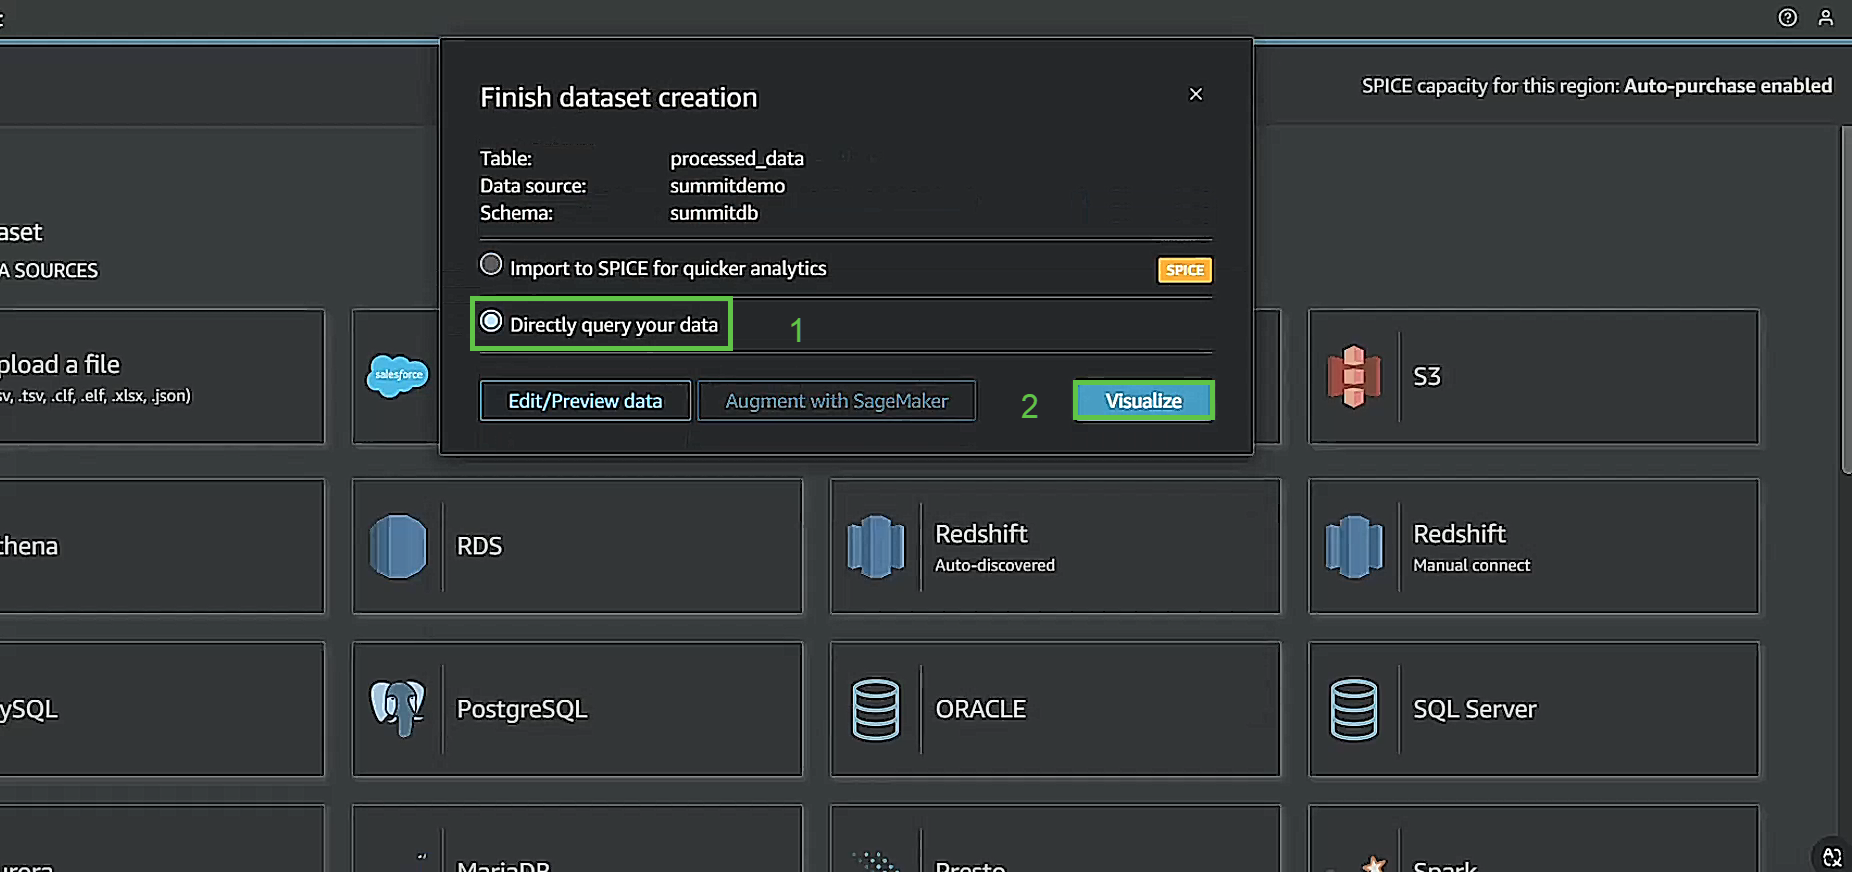 SPICE capacity for this region: Auto-purchase enabled
Finish dataset creation
Table: processed_data
Data source: summitdemo
Schema: summitdb
Import to SPICE for quicker analytics
SPICE
Directly query your data
1
Edit/Preview data
Augment with SageMaker
2
Visualize
aset
A SOURCES
pload a file
sv, .tsv, .clf, .elf, .xlsx, .json)
salesforce
S3
thena
RDS
Redshift
Auto-discovered
Redshift
Manual connect
ySQL
PostgreSQL
ORACLE
SQL Server
MariaDB
Presto
Spark